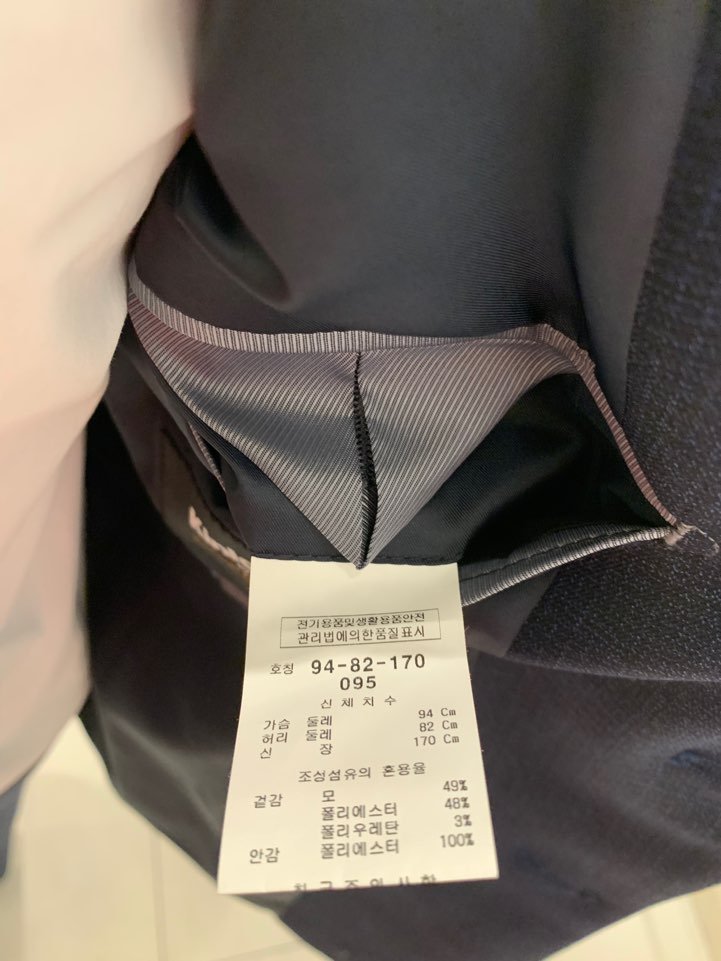 전기용품및생활용품안전
관리법에의한품질표시
호칭 94-82-170
095
신체치수
가슴 둘레 94 Cm
허리 둘레 82 Cm
신 장 170 Cm
조성섬유의 혼용율
겉감 모 49%
폴리에스터 48%
폴리우레탄 3%
안감 폴리에스터 100%